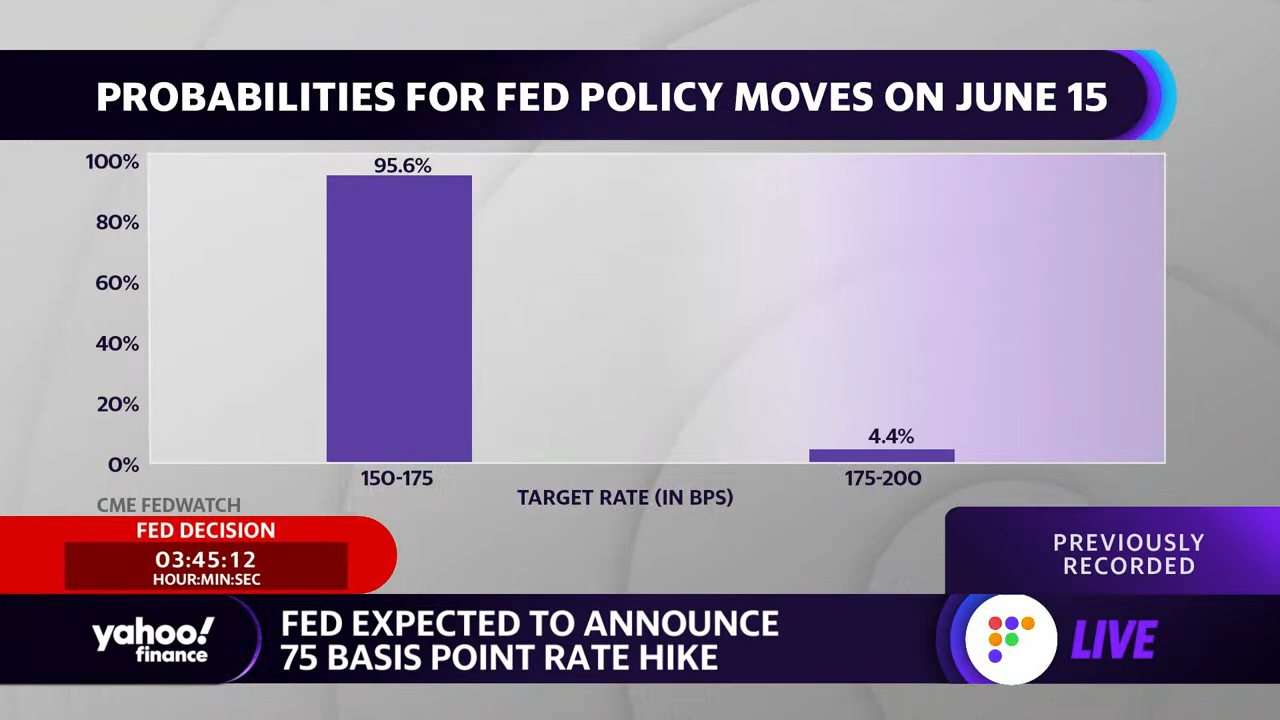 PROBABILITIES FOR FED POLICY MOVES ON JUNE 15
100%
80%
60%
40%
20%
0%
95.6%
4.4%
150-175
175-200
TARGET RATE (IN BPS)
CME FEDWATCH
FED DECISION
03:45:12
HOUR:MIN:SEC
PREVIOUSLY
RECORDED
yahoo!
finance
FED EXPECTED TO ANNOUNCE
75 BASIS POINT RATE HIKE
LIVE